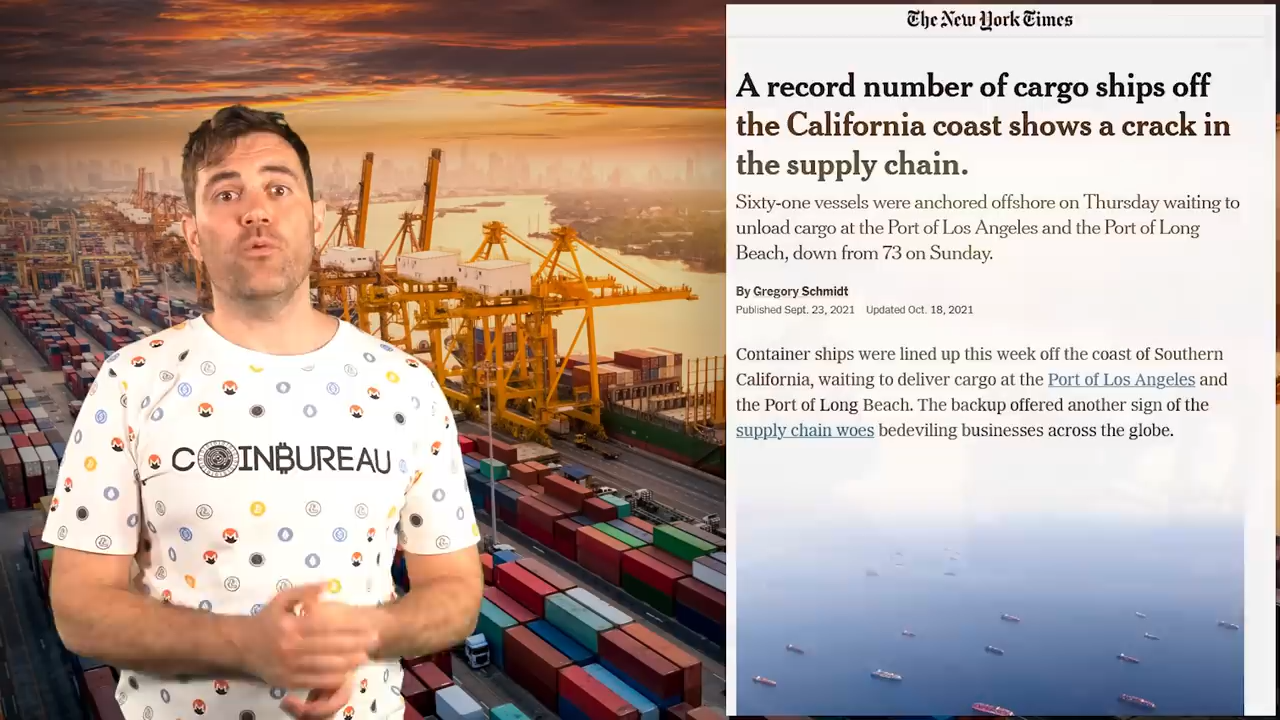 The New York Times
A record number of cargo ships off
the California coast shows a crack in
the supply chain.
Sixty-one vessels were anchored offshore on Thursday waiting to
unload cargo at the Port of Los Angeles and the Port of Long
Beach, down from 73 on Sunday.
By Gregory Schmidt
Published Sept. 23, 2021 Updated Oct. 18, 2021
Container ships were lined up this week off the coast of Southern
California, waiting to deliver cargo at the Port of Los Angeles and
the Port of Long Beach. The backup offered another sign of the
supply chain woes bedeviling businesses across the globe.
COINBUREAU